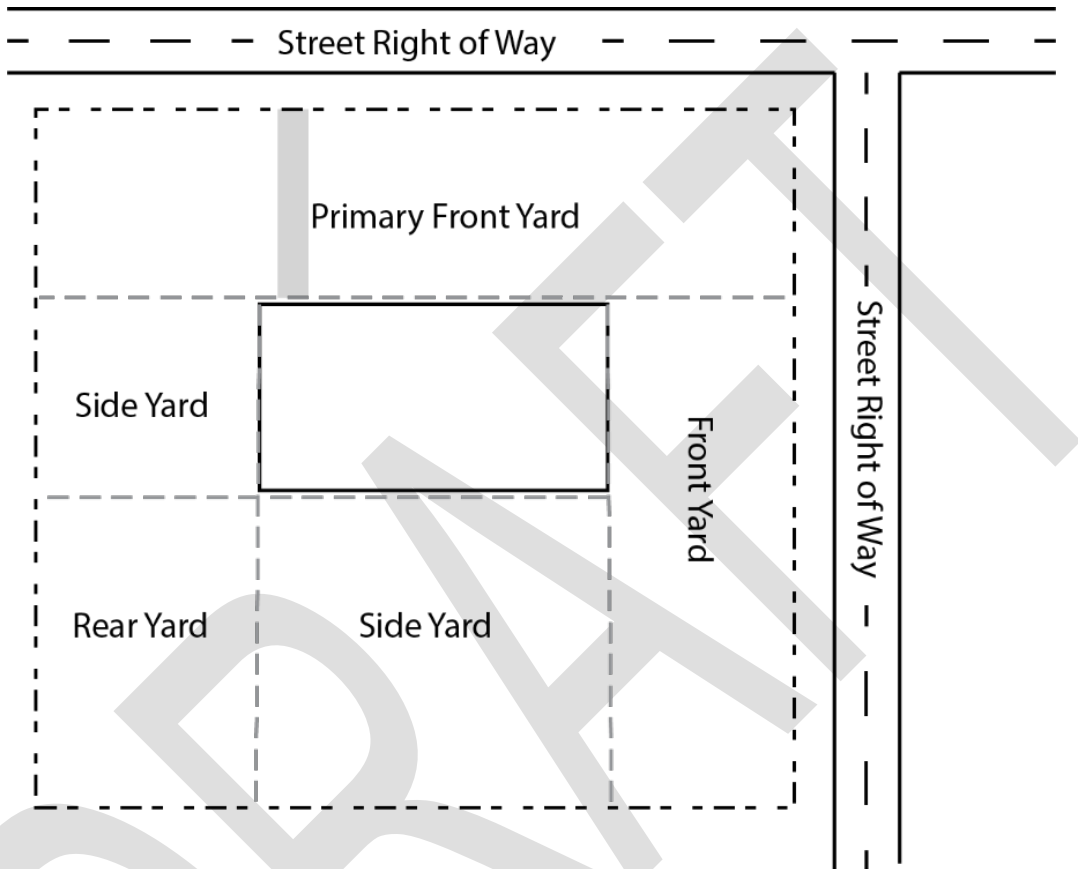 Street Right of Way
Primary Front Yard
Side Yard
Front Yard
Street Right of Way
Rear Yard
Side Yard
DRAFT